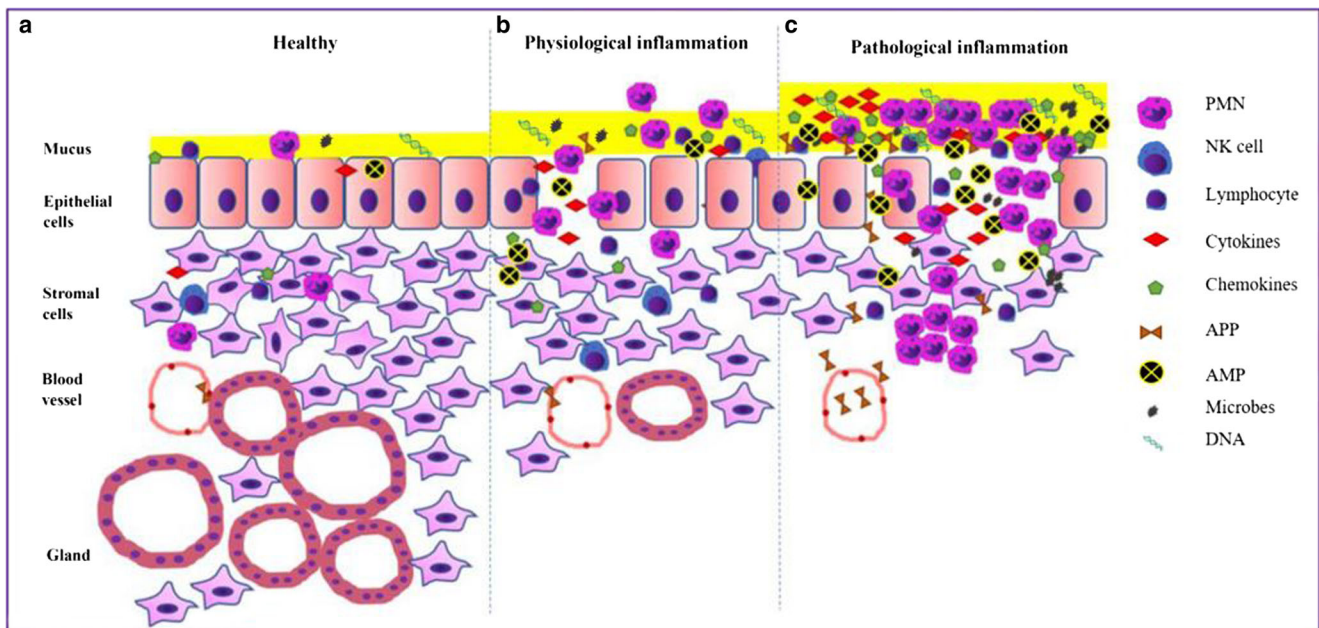 a
Healthy
b
Physiological inflammation
c
Pathological inflammation
Mucus
Epithelial
cells
Stromal
cells
Blood
vessel
Gland
PMN
NK cell
Lymphocyte
Cytokines
Chemokines
APP
AMP
Microbes
DNA